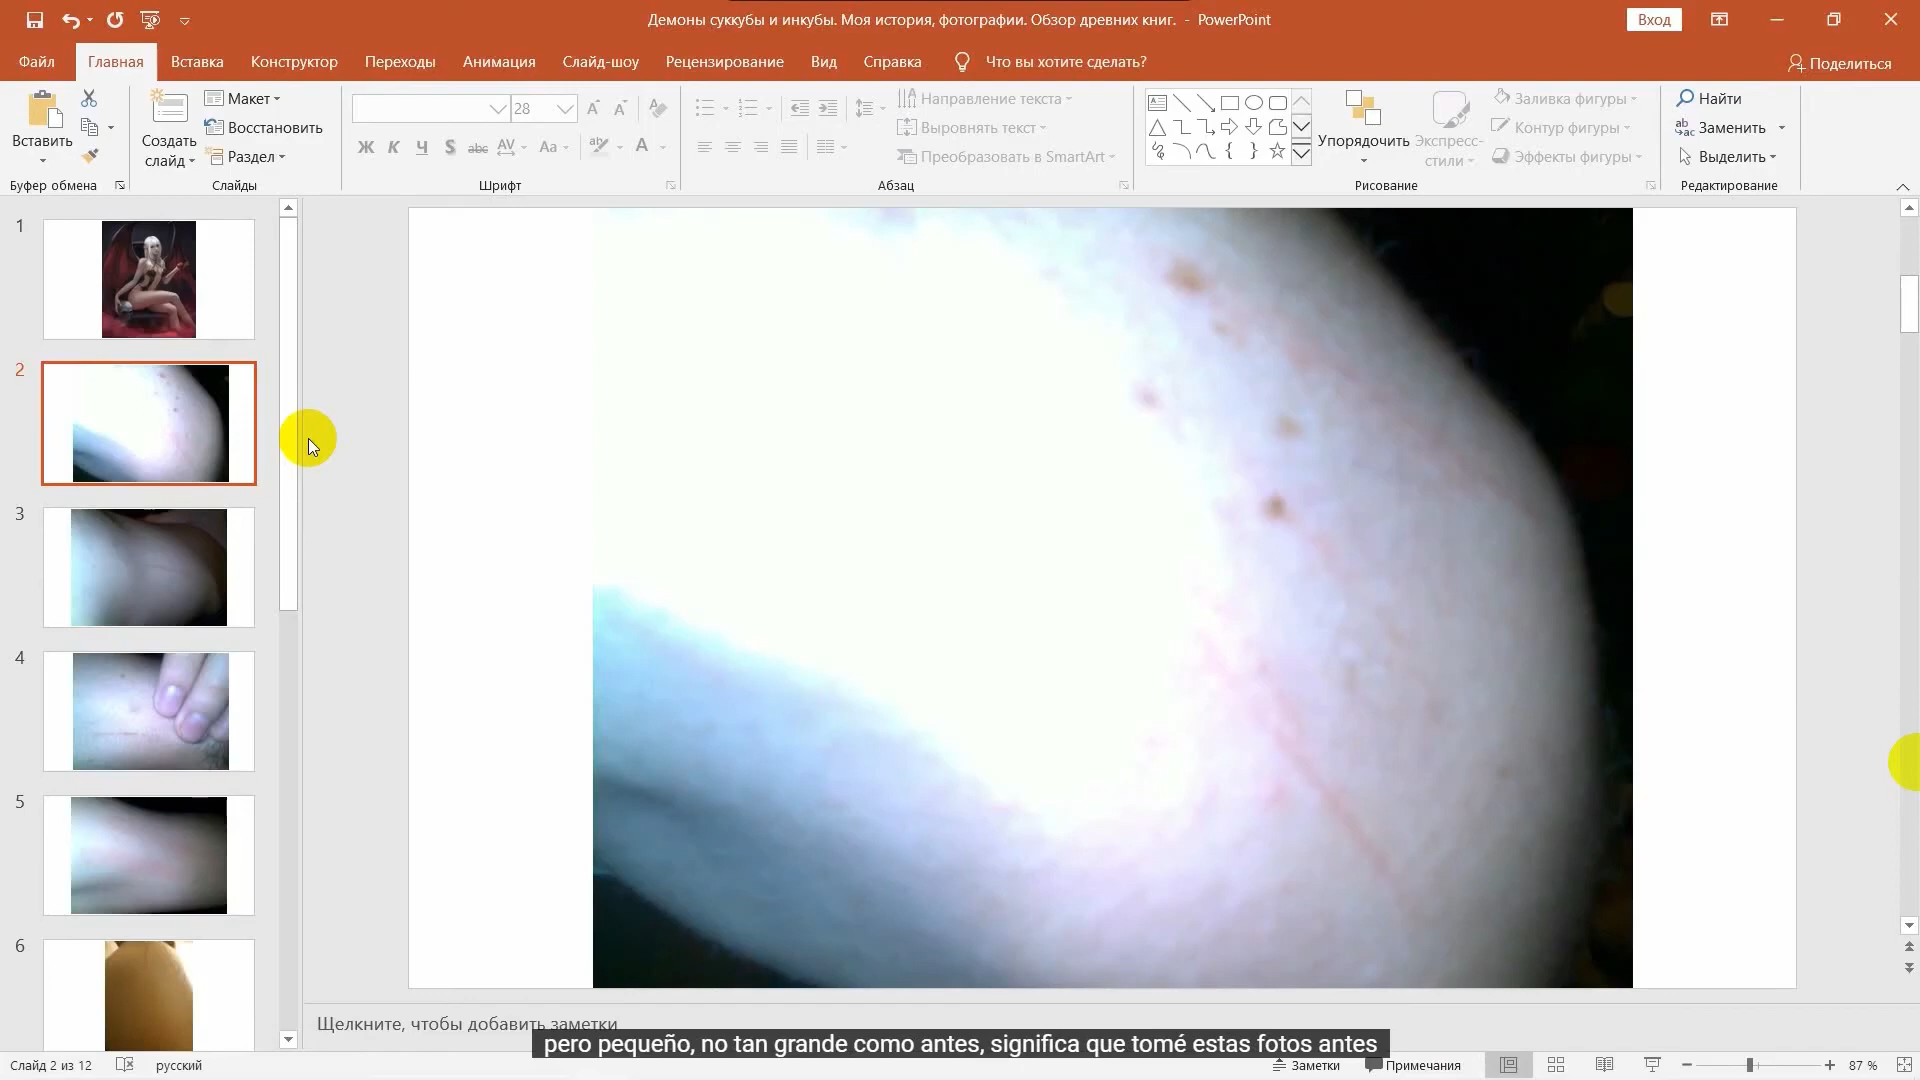 Демоны суккубы и инкубы. Моя история, фотографии. Обзор древних книг. - PowerPoint
Вход
Файл
Главная
Вставка
Конструктор
Переходы
Анимация
Слайд-шоу
Рецензирование
Вид
Справка
Что вы хотите сделать?
Поделиться
Вставить
Создать
слайд
Макет
Восстановить
Раздел
28
Ж К Ч S abc AV Aa
A
Направление текста
Выровнять текст
Преобразовать в SmartArt
Упорядочить
Экспресс-
стили
Заливка фигуры
Контур фигуры
Эффекты фигуры
Найти
Заменить
Выделить
Буфер обмена
Слайды
Шрифт
Абзац
Рисование
Редактирование
1
2
3
4
5
6
Щелкните, чтобы добавить заметки
pero pequeño, no tan grande como antes, significa que tomé estas fotos antes
Слайд 2 из 12
русский
Заметки
Примечания
87 %